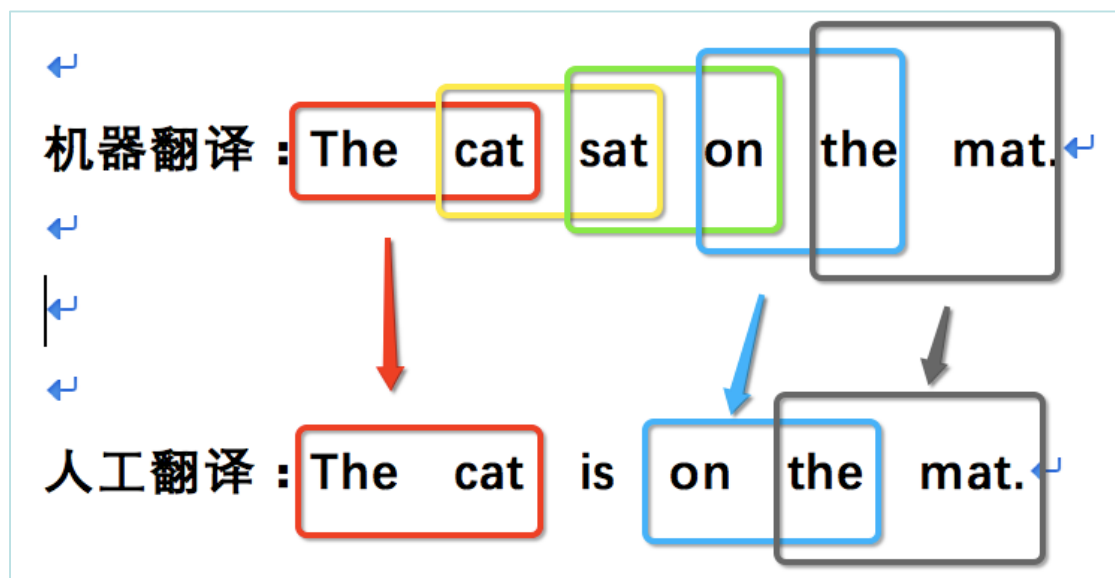 机器翻译：The cat sat on the mat.
人工翻译：The cat is on the mat.